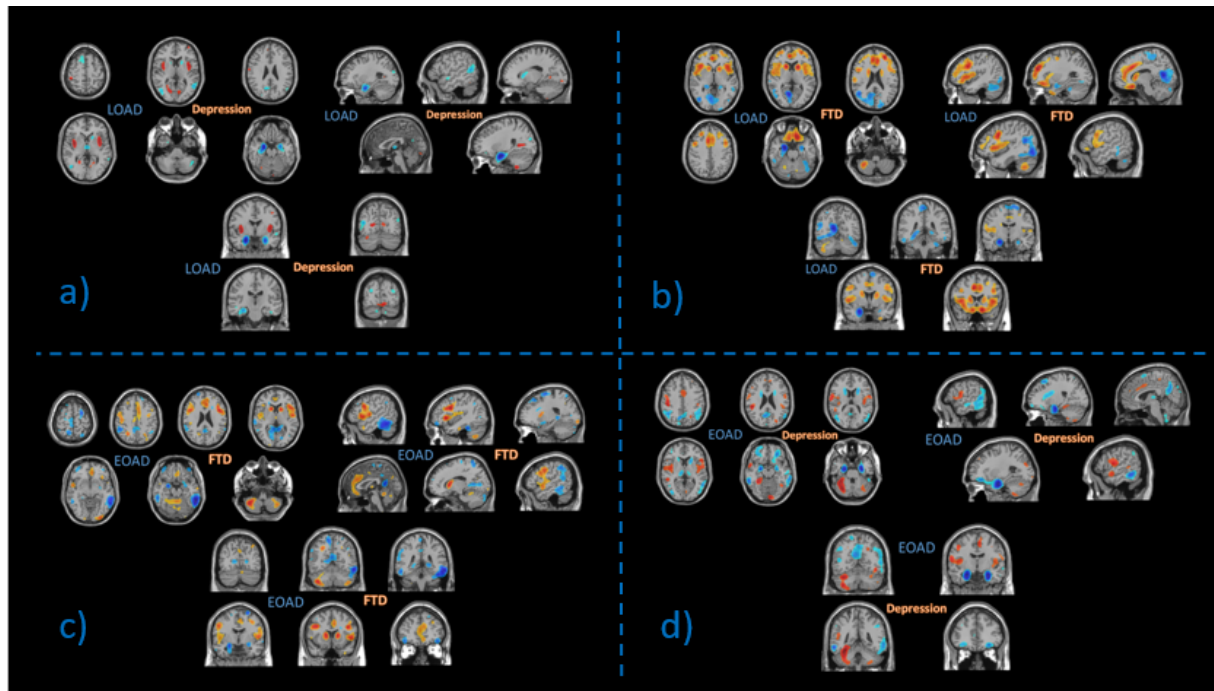 LOAD Depression
LOAD Depression
LOAD Depression
a)
LOAD FTD
LOAD FTD
LOAD FTD
b)
EOAD FTD
EOAD FTD
EOAD FTD
c)
EOAD Depression
EOAD Depression
EOAD
Depression
d)